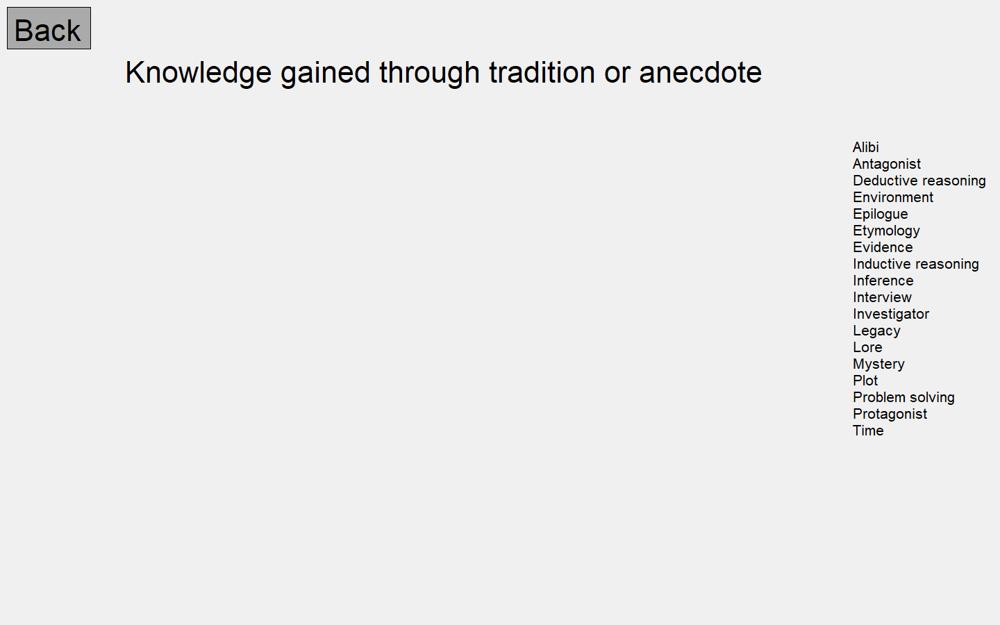 Back
Knowledge gained through tradition or anecdote
Alibi
Antagonist
Deductive reasoning
Environment
Epilogue
Etymology
Evidence
Inductive reasoning
Inference
Interview
Investigator
Legacy
Lore
Mystery
Plot
Problem solving
Protagonist
Time